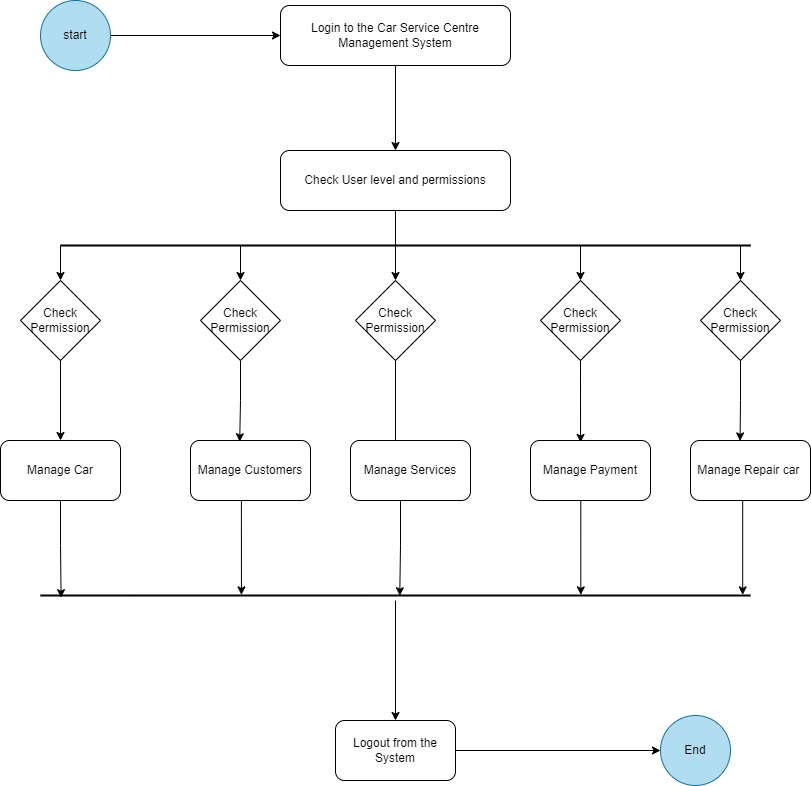 start
Login to the Car Service Centre
Management System
Check User level and permissions
Check
Permission
Check
Permission
Check
Permission
Check
Permission
Check
Permission
Manage Car
Manage Customers
Manage Services
Manage Payment
Manage Repair car
Logout from the
System
End